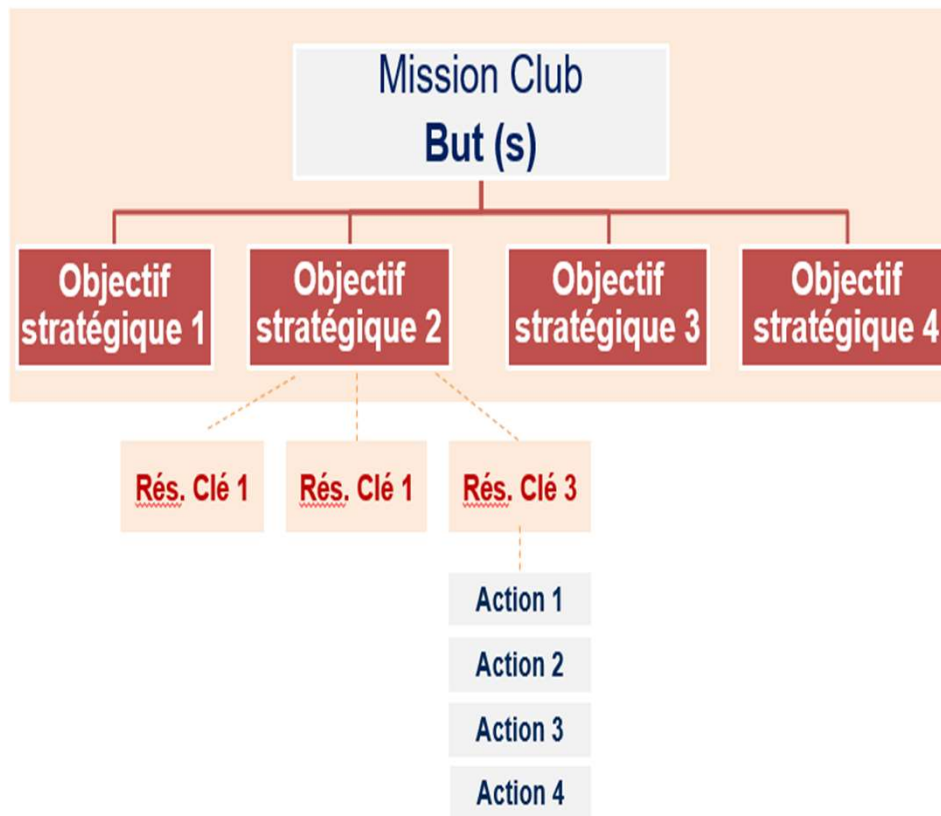 Mission Club
But (s)
Objectif
stratégique 1
Objectif
stratégique 2
Objectif
stratégique 3
Objectif
stratégique 4
Rés. Clé 1
Rés. Clé 1
Rés. Clé 3
Action 1
Action 2
Action 3
Action 4